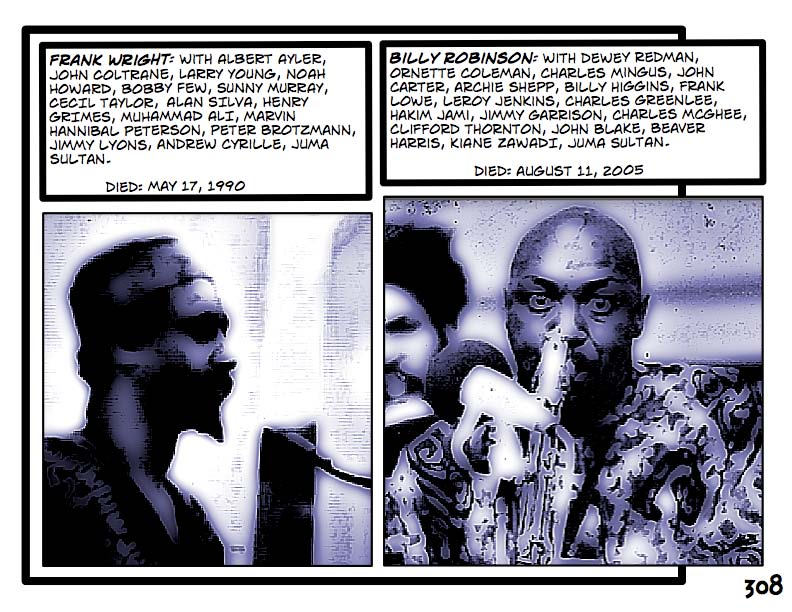 FRANK WRIGHT: WITH ALBERT AYLER,
JOHN COLTRANE, LARRY YOUNG, NOAH
HOWARD, BOBBY FEW, SUNNY MURRAY,
CECIL TAYLOR, ALAN SILVA, HENRY
GRIMES, MUHAMMAD ALI, MARVIN
HANNIBAL PETERSON, PETER BROTZMANN,
JIMMY LYONS, ANDREW CYRILLE, JUMA
SULTAN.
DIED: MAY 17, 1990
BILLY ROBINSON: WITH DEWEY REDMAN,
ORNETTE COLEMAN, CHARLES MINGUS, JOHN
CARTER, ARCHIE SHEPP, BILLY HIGGINS, FRANK
LOWE, LEROY JENKINS, CHARLES GREENLEE,
HAKIM JAMI, JIMMY GARRISON, CHARLES MCGHEE,
CLIFFORD THORNTON, JOHN BLAKE, BEAVER
HARRIS, KIANE ZAWADI, JUMA SULTAN.
DIED: AUGUST 11, 2005
308